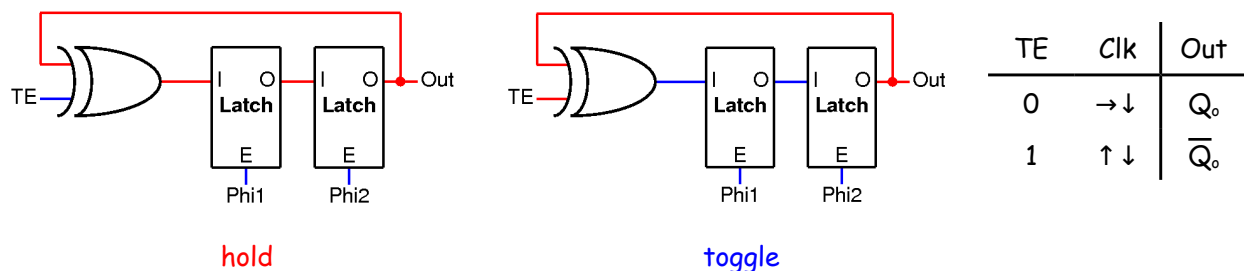 TE I O Latch E I O Latch E Out
Phi1 Phi2
hold
TE I O Latch E I O Latch E Out
Phi1 Phi2
toggle
TE Clk Out
0 →↓ Q₀
1 ↑↓ Q̅₀